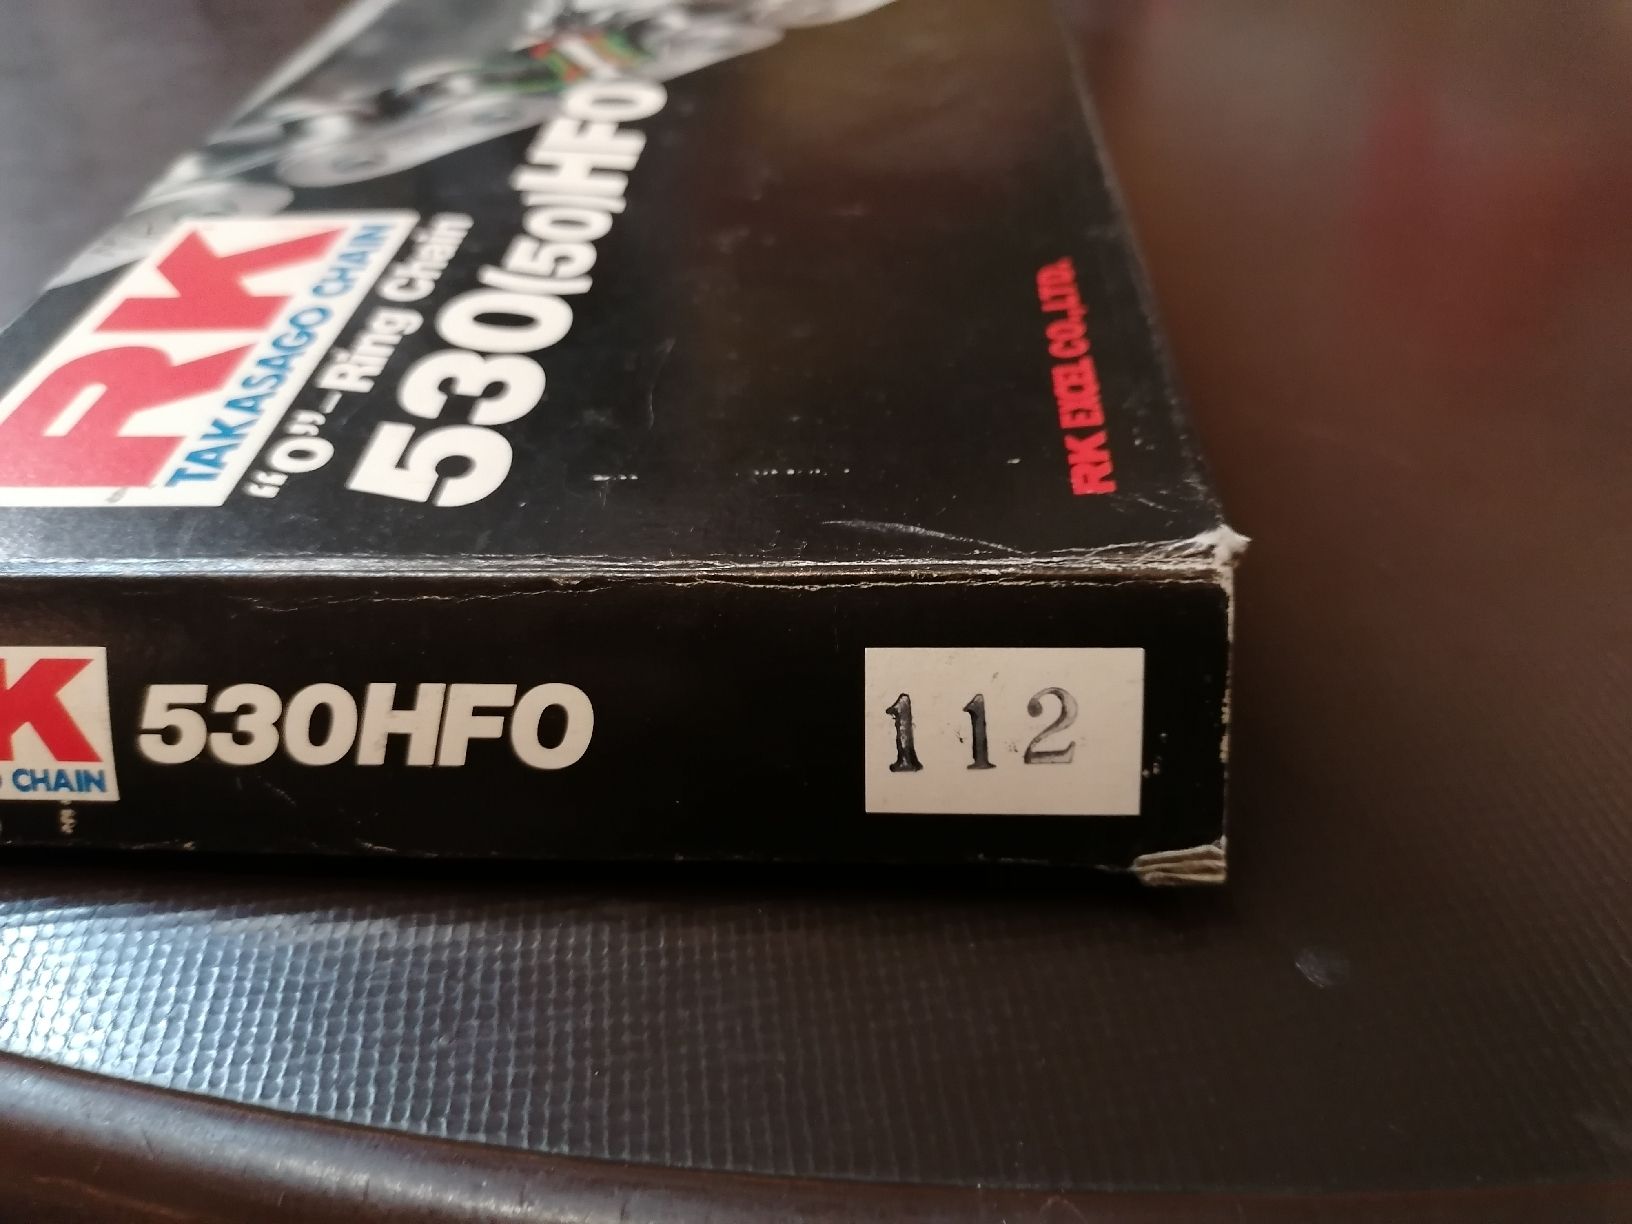 RK
TAKASAGO CHAIN
“O”-Ring Chain
530(50)HFO
RK EXCEL CO.,LTD.
K
CHAIN
530HFO
112